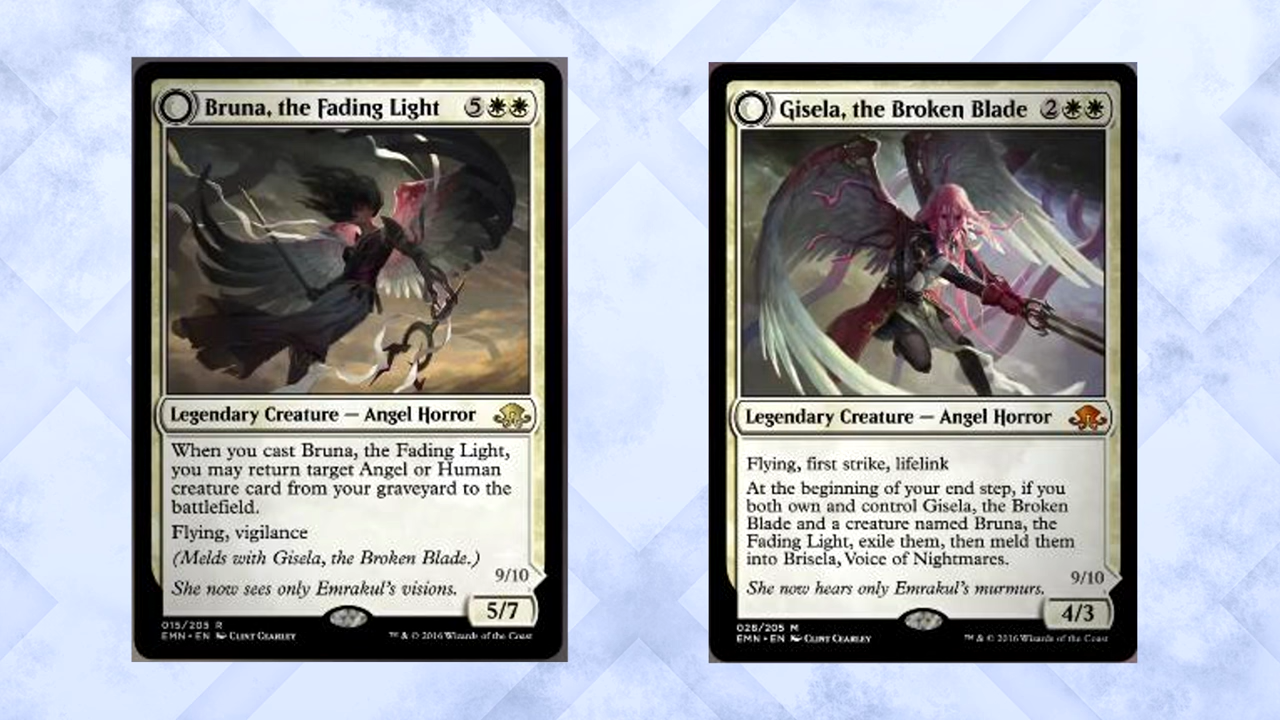 Bruna, the Fading Light 5
When you cast Bruna, the Fading Light,
you may return target Angel or Human
creature card from your graveyard to the
battlefield.
Flying, vigilance
(Melds with Gisela, the Broken Blade.)
9/10
She now sees only Emrakul's visions.
5/7
Legendary Creature — Angel Horror
015/205 R
EMN • EN Clint Cearley
™ & © 2016 Wizards of the Coast
Gisela, the Broken Blade 2
Legendary Creature — Angel Horror
Flying, first strike, lifelink
At the beginning of your end step, if you
both own and control Gisela, the Broken
Blade and a creature named Bruna, the
Fading Light, exile them, then meld them
into Brisela, Voice of Nightmares.
9/10
She now hears only Emrakul's murmurs.
4/3
028/205 M
EMN • EN Clint Cearley
™ & © 2016 Wizards of the Coast